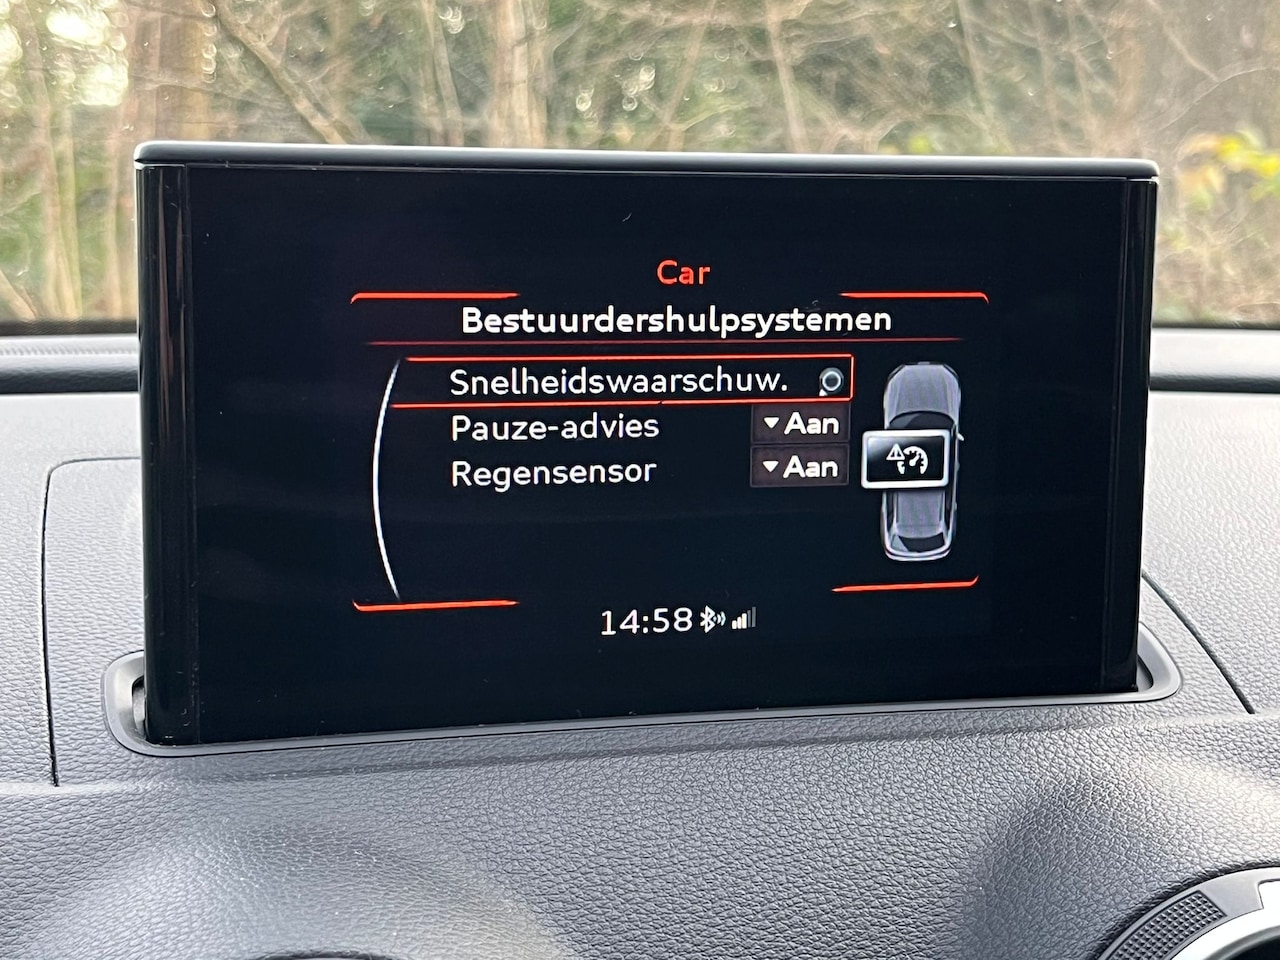 Car
Bestuurdershulpsystemen
Snelheidswaarschuw.
Pauze-advies Aan
Regensensor Aan
14:58